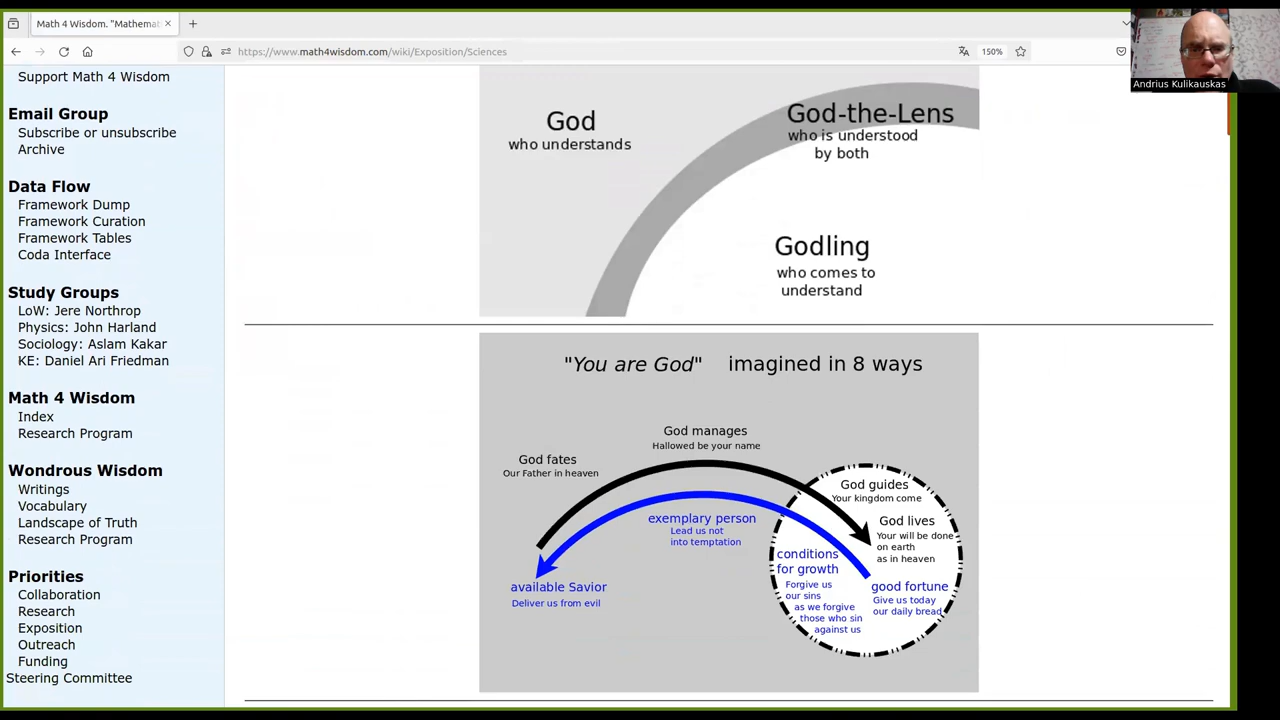 Math 4 Wisdom. "Mathemat
https://www.math4wisdom.com/wiki/Exposition/Sciences
150%
Andrius Kulikauskas
Support Math 4 Wisdom
Email Group
Subscribe or unsubscribe
Archive
Data Flow
Framework Dump
Framework Curation
Framework Tables
Coda Interface
Study Groups
LoW: Jere Northrop
Physics: John Harland
Sociology: Aslam Kakar
KE: Daniel Ari Friedman
Math 4 Wisdom
Index
Research Program
Wondrous Wisdom
Writings
Vocabulary
Landscape of Truth
Research Program
Priorities
Collaboration
Research
Exposition
Outreach
Funding
Steering Committee
God
who understands
God-the-Lens
who is understood
by both
Godling
who comes to
understand
"You are God" imagined in 8 ways
God manages
Hallowed be your name
God fates
Our Father in heaven
God guides
Your kingdom come
God lives
Your will be done
on earth
as in heaven
exemplary person
Lead us not
into temptation
conditions
for growth
Forgive us
our sins
as we forgive
those who sin
against us
good fortune
Give us today
our daily bread
available Savior
Deliver us from evil